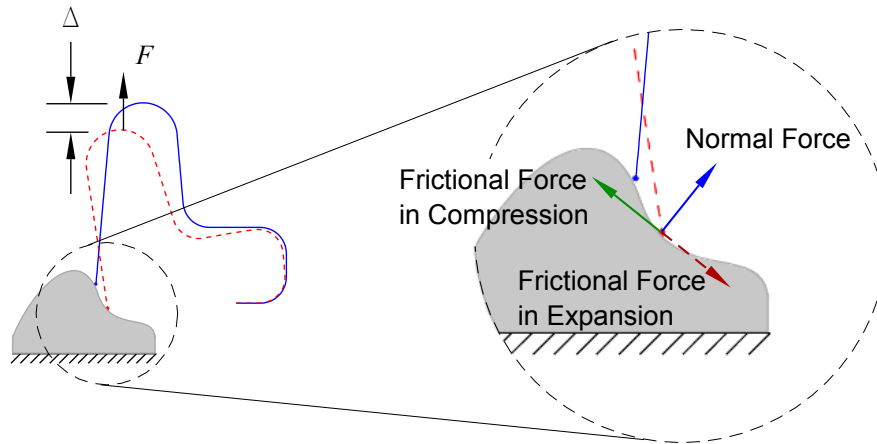 Δ
F
Normal Force
Frictional Force
in Compression
Frictional Force
in Expansion